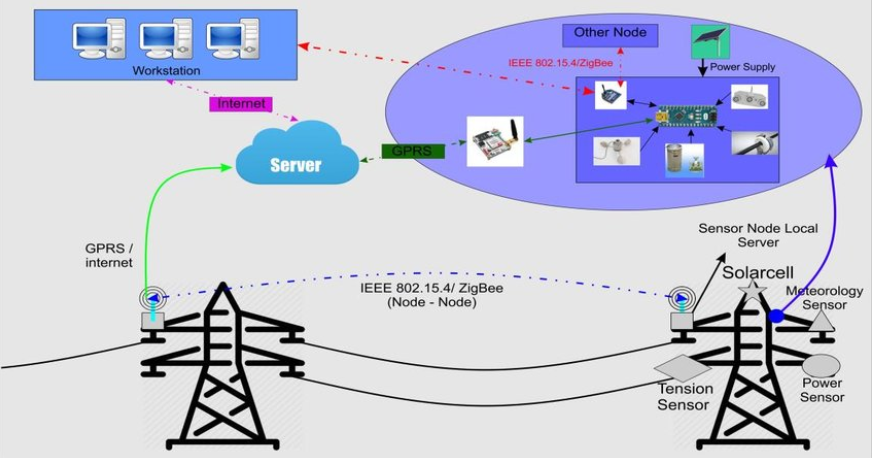 Workstation
Internet
Server
GPRS
Other Node
IEEE 802.15.4/ZigBee
Power Supply
GPRS /
internet
IEEE 802.15.4/ ZigBee
(Node - Node)
Sensor Node Local
Server
Solarcell
Meteorology
Sensor
Tension
Sensor
Power
Sensor